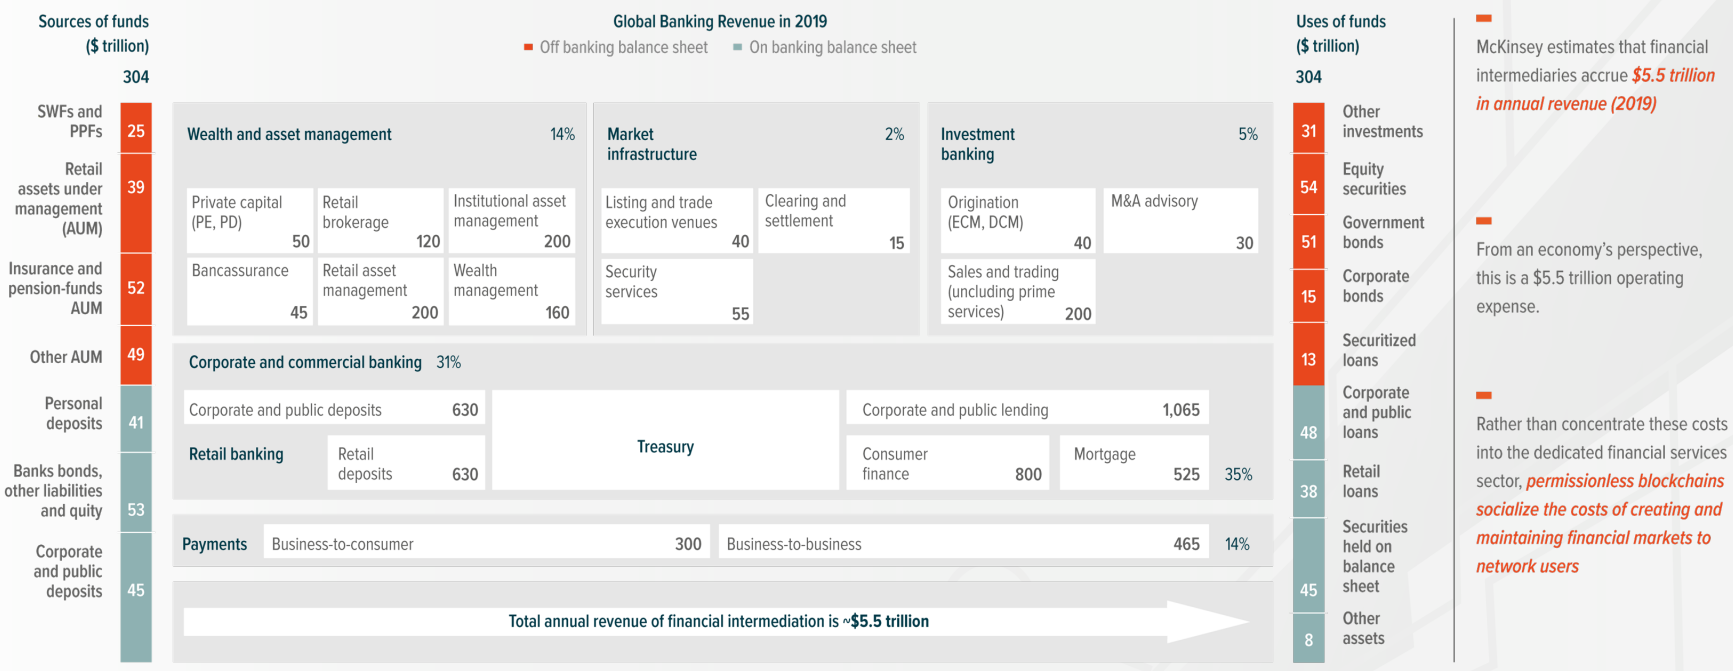 Sources of funds
($ trillion)
304
SWFs and
PPFs
25
Retail
assets under
management
(AUM)
39
Insurance and
pension-funds
AUM
52
Other AUM
49
Personal
deposits
41
Banks bonds,
other liabilities
and equity
53
Corporate
and public
deposits
45
Global Banking Revenue in 2019
Off banking balance sheet
On banking balance sheet
Wealth and asset management 14%
Private capital
(PE, PD)
50
Retail
brokerage
120
Institutional asset
management
200
Bancassurance
45
Retail asset
management
200
Wealth
management
160
Market
infrastructure
2%
Listing and trade
execution venues
40
Clearing and
settlement
15
Security
services
55
Investment
banking
5%
Origination
(ECM, DCM)
40
M&A advisory
30
Sales and trading
(uncluding prime
services) 200
Corporate and commercial banking 31%
Corporate and public deposits 630
Treasury
Corporate and public lending 1,065
Retail banking
Retail
deposits 630
Consumer
finance 800
Mortgage
525
35%
Payments
Business-to-consumer 300
Business-to-business 465
14%
Total annual revenue of financial intermediation is ~$5.5 trillion
Uses of funds
($ trillion)
304
31
Other
investments
54
Equity
securities
51
Government
bonds
15
Corporate
bonds
13
Securitized
loans
48
Corporate
and public
loans
38
Retail
loans
45
Securities
held on
balance
sheet
8
Other
assets
McKinsey estimates that financial
intermediaries accrue $5.5 trillion
in annual revenue (2019)
From an economy's perspective,
this is a $5.5 trillion operating
expense.
Rather than concentrate these costs
into the dedicated financial services
sector, permissionless blockchains
socialize the costs of creating and
maintaining financial markets to
network users